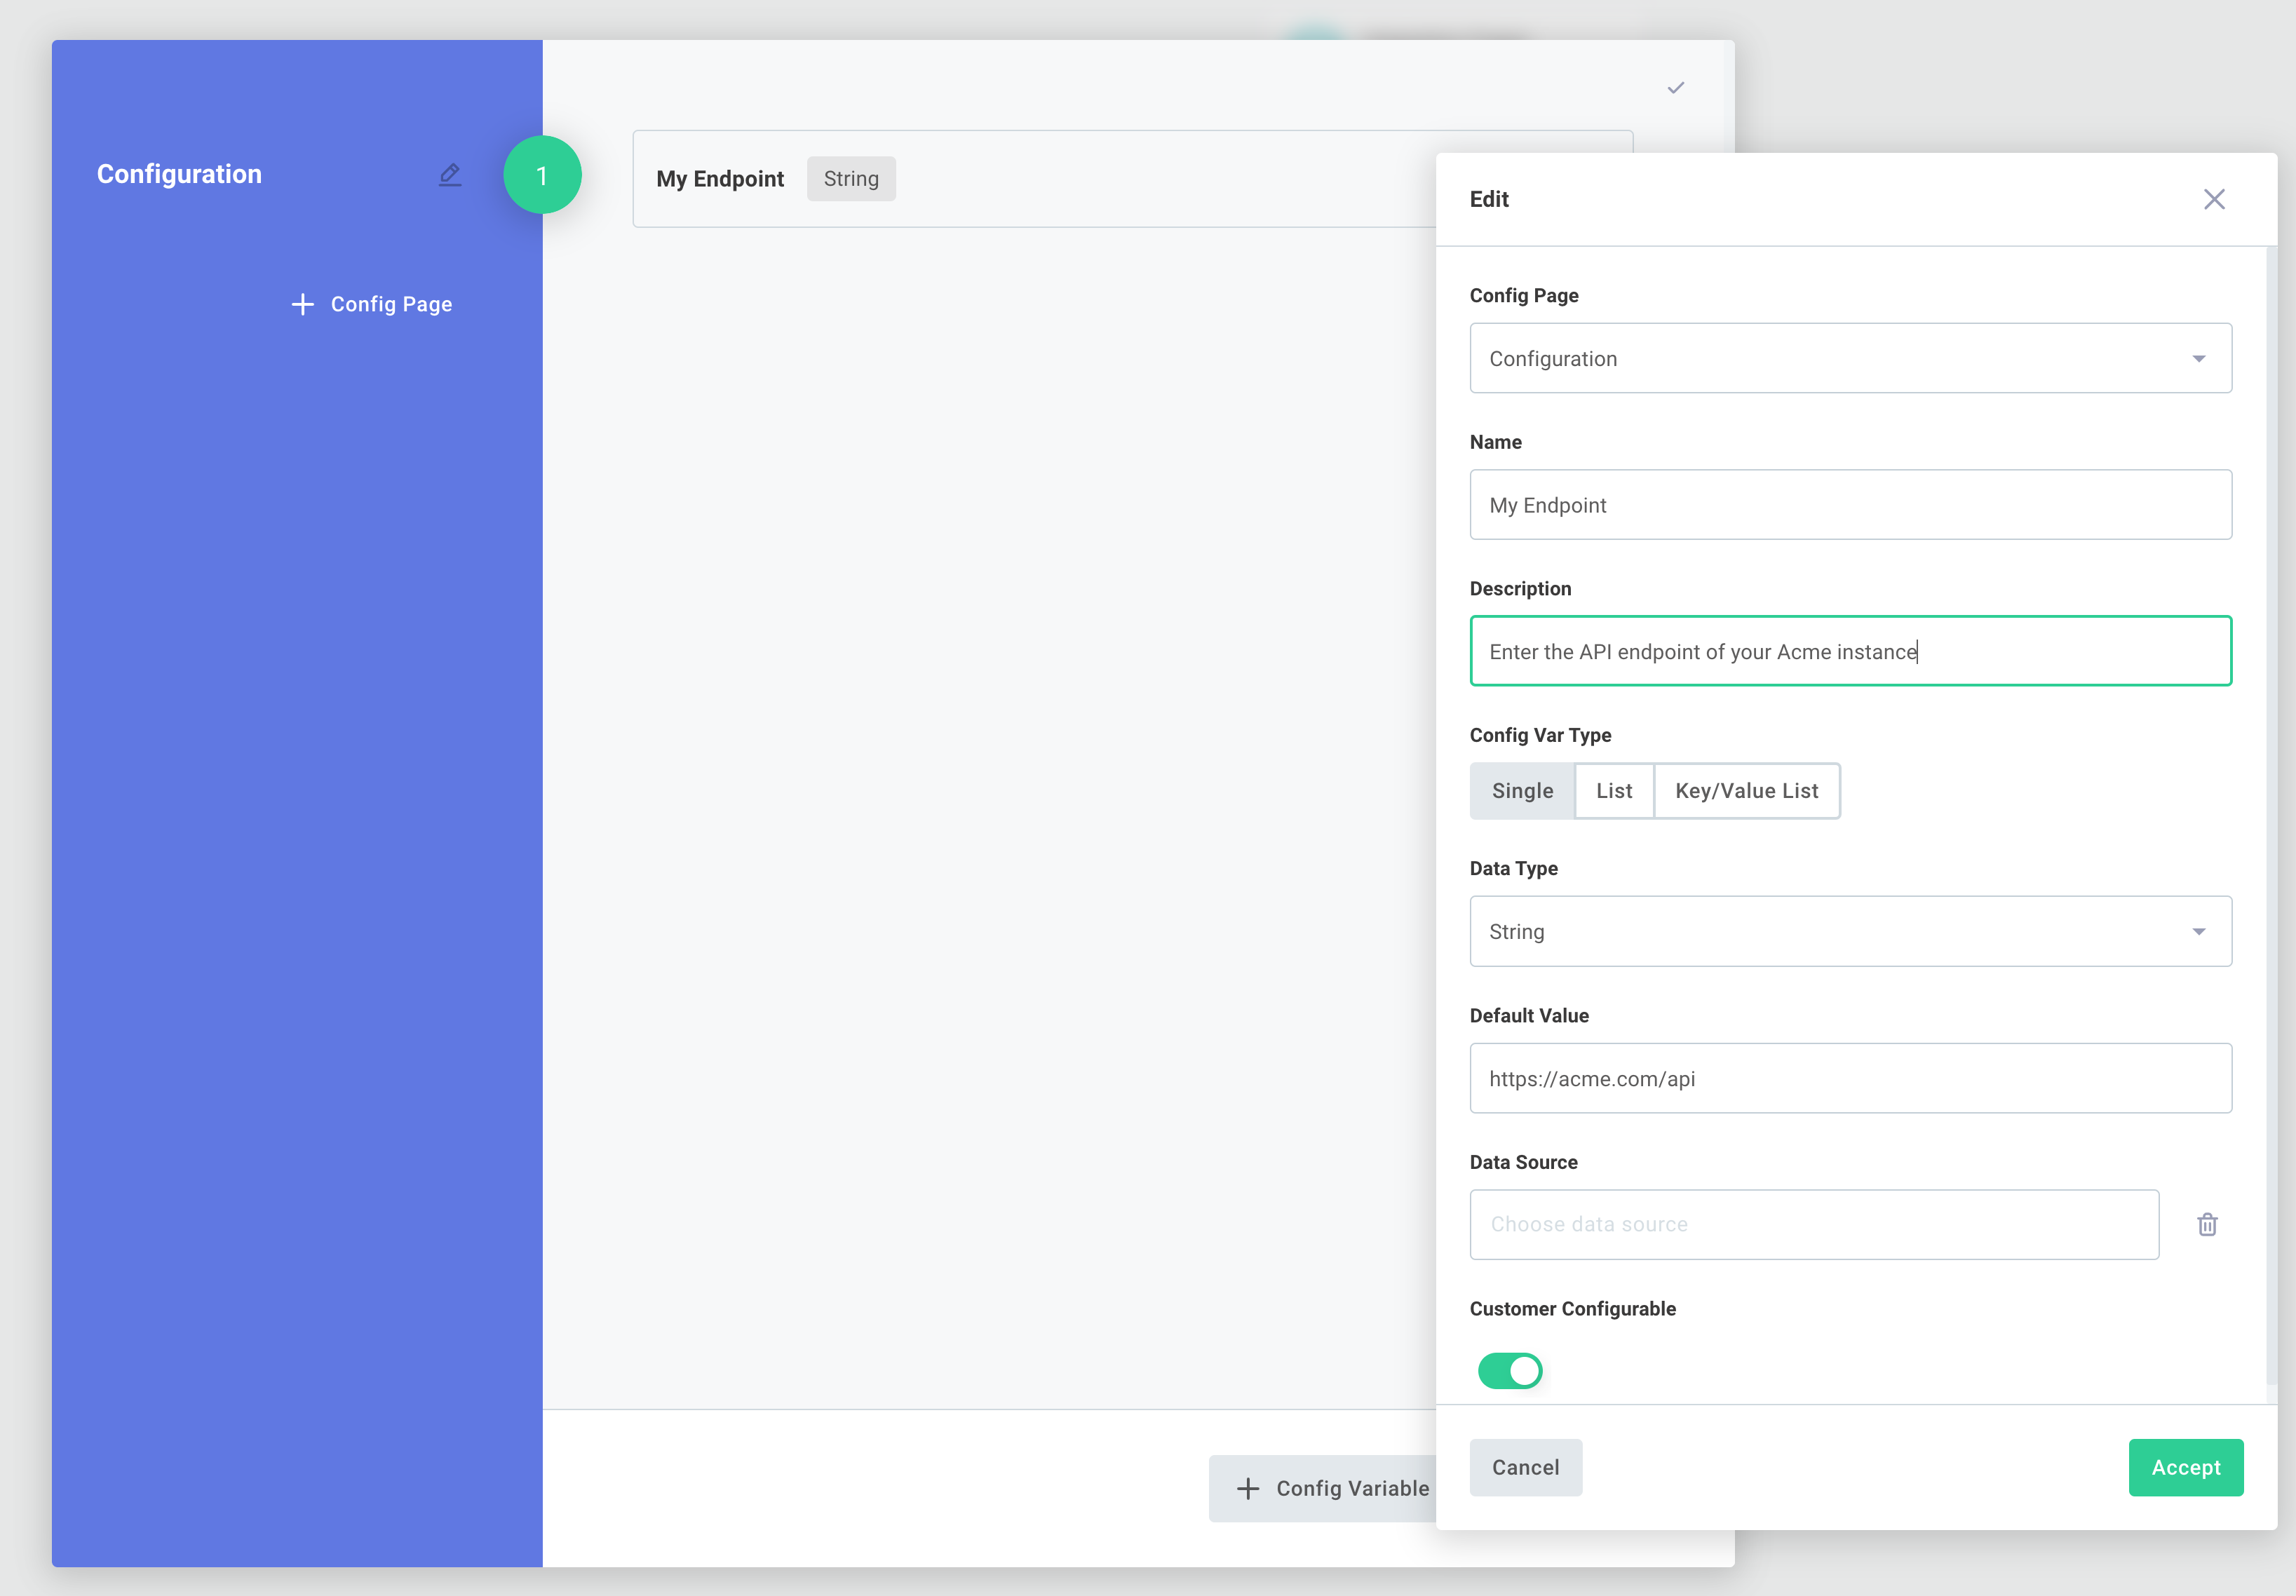 Configuration
1
My Endpoint String
+ Config Page
+ Config Variable
Edit
Config Page
Configuration
Name
My Endpoint
Description
Enter the API endpoint of your Acme instance
Config Var Type
Single List Key/Value List
Data Type
String
Default Value
https://acme.com/api
Data Source
Choose data source
Customer Configurable
Cancel Accept